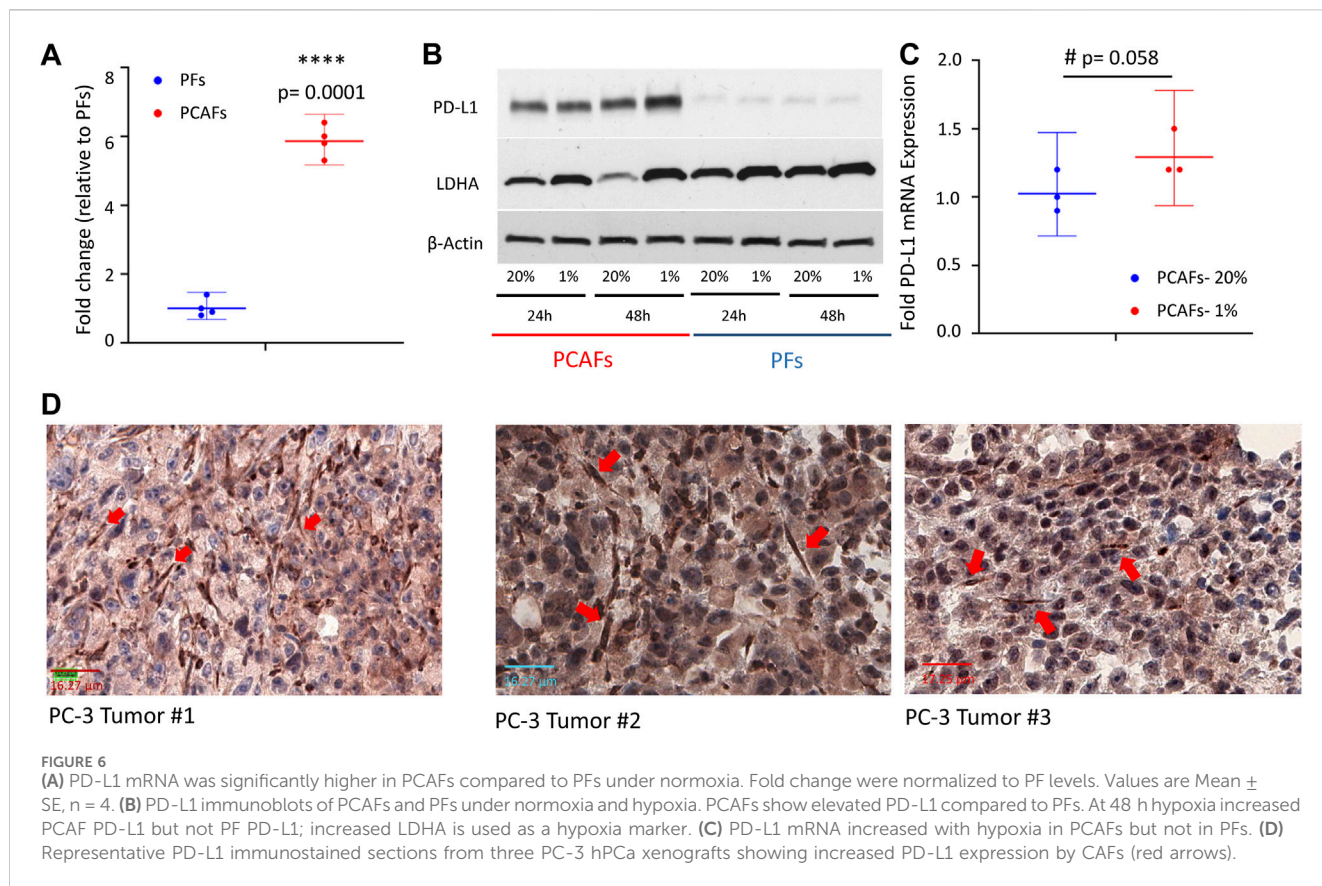 A
Fold change (relative to PFs)
8
6
4
2
0
PFs
PCAFs
****
p= 0.0001
B
PD-L1
LDHA
β-Actin
20% 1% 20% 1% 20% 1% 20% 1%
24h 48h 24h 48h
PCAFs PFs
C
Fold PD-L1 mRNA Expression
2.0
1.5
1.0
0.5
0.0
# p= 0.058
PCAFs- 20%
PCAFs- 1%
D
16.27 µm
PC-3 Tumor #1
16.27 µm
PC-3 Tumor #2
17.25 µm
PC-3 Tumor #3
FIGURE 6
(A) PD-L1 mRNA was significantly higher in PCAFs compared to PFs under normoxia. Fold change were normalized to PF levels. Values are Mean ±
SE, n = 4. (B) PD-L1 immunoblots of PCAFs and PFs under normoxia and hypoxia. PCAFs show elevated PD-L1 compared to PFs. At 48 h hypoxia increased
PCAF PD-L1 but not PF PD-L1; increased LDHA is used as a hypoxia marker. (C) PD-L1 mRNA increased with hypoxia in PCAFs but not in PFs. (D)
Representative PD-L1 immunostained sections from three PC-3 hPCa xenografts showing increased PD-L1 expression by CAFs (red arrows).